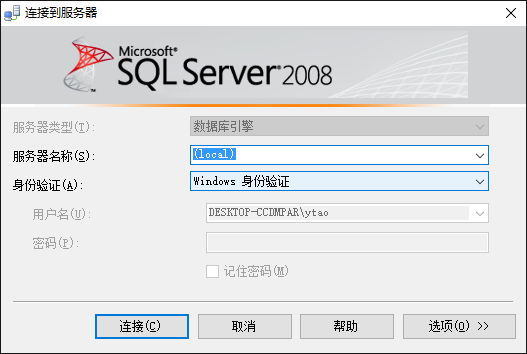 连接到服务器
Microsoft®
SQL Server®2008
服务器类型(T): 数据库引擎
服务器名称(S): (local)
身份验证(A): Windows 身份验证
用户名(U): DESKTOP-CCDMPAR\ytao
密码(P):
记住密码(M)
连接(C) 取消 帮助 选项(O) >>